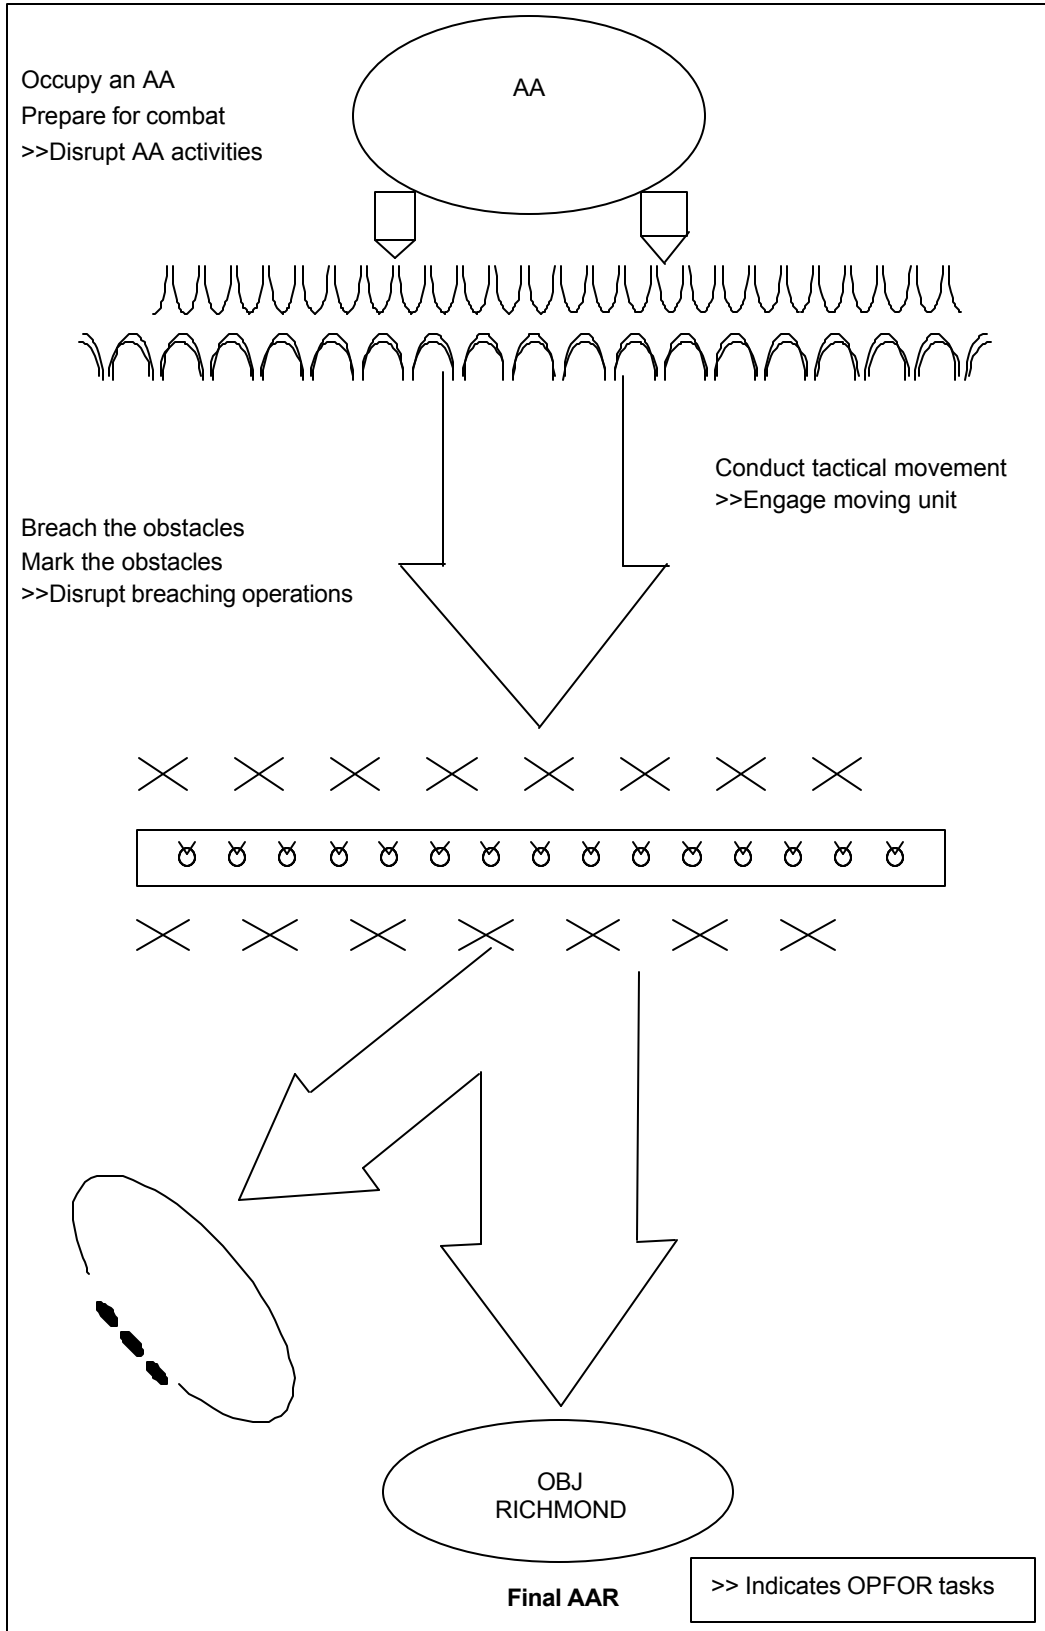 Occupy an AA
Prepare for combat
>>Disrupt AA activities
AA
Conduct tactical movement
>>Engage moving unit
Breach the obstacles
Mark the obstacles
>>Disrupt breaching operations
OBJ
RICHMOND
Final AAR
>> Indicates OPFOR tasks